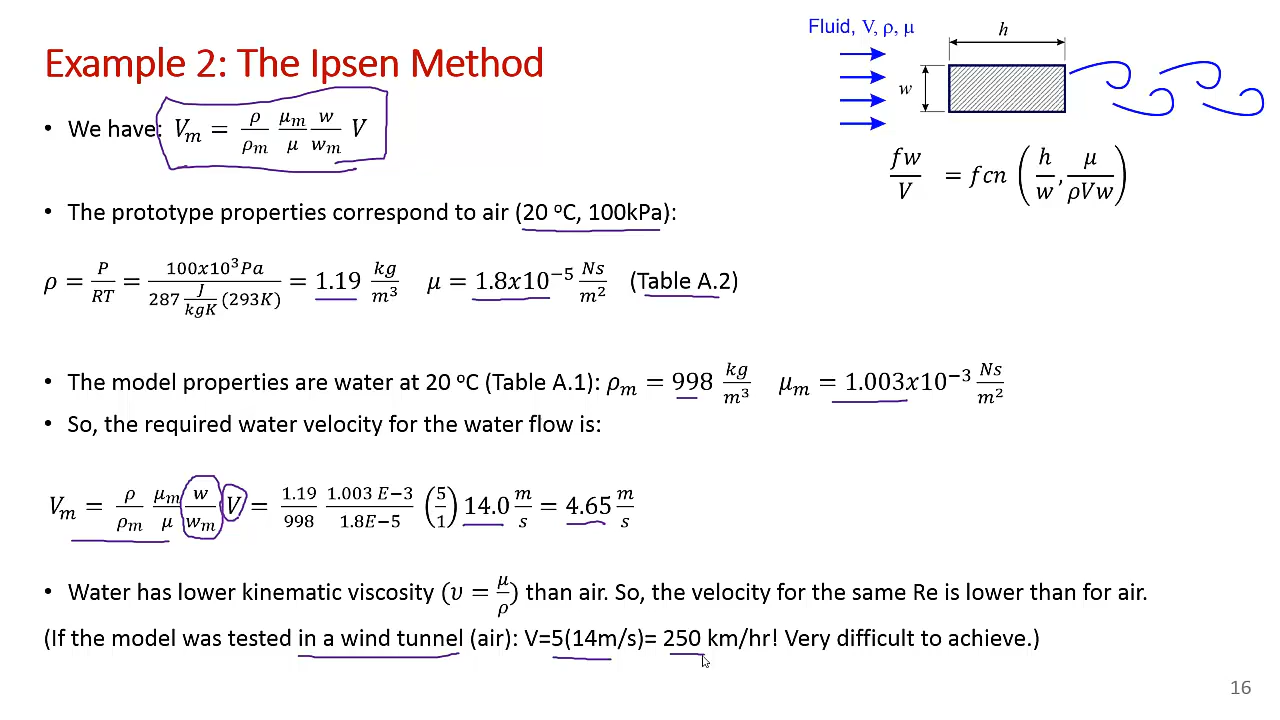 Example 2: The Ipsen Method
Fluid, V, ρ, μ
h
w
• We have: V_m = ρ/ρ_m μ_m/μ w/w_m V
fw/V = fcn (h/w, μ/ρVw)
• The prototype properties correspond to air (20 ᵒC, 100kPa):
ρ = P/RT = 100x10³Pa / 287 J/kgK (293K) = 1.19 kg/m³ μ = 1.8x10⁻⁵ Ns/m² (Table A.2)
• The model properties are water at 20 ᵒC (Table A.1): ρ_m = 998 kg/m³ μ_m = 1.003x10⁻³ Ns/m²
• So, the required water velocity for the water flow is:
V_m = ρ/ρ_m μ_m/μ w/w_m V = 1.19/998 1.003 E−3/1.8E−5 (5/1) 14.0 m/s = 4.65 m/s
• Water has lower kinematic viscosity (υ = μ/ρ) than air. So, the velocity for the same Re is lower than for air.
(If the model was tested in a wind tunnel (air): V=5(14m/s)= 250 km/hr! Very difficult to achieve.)
16